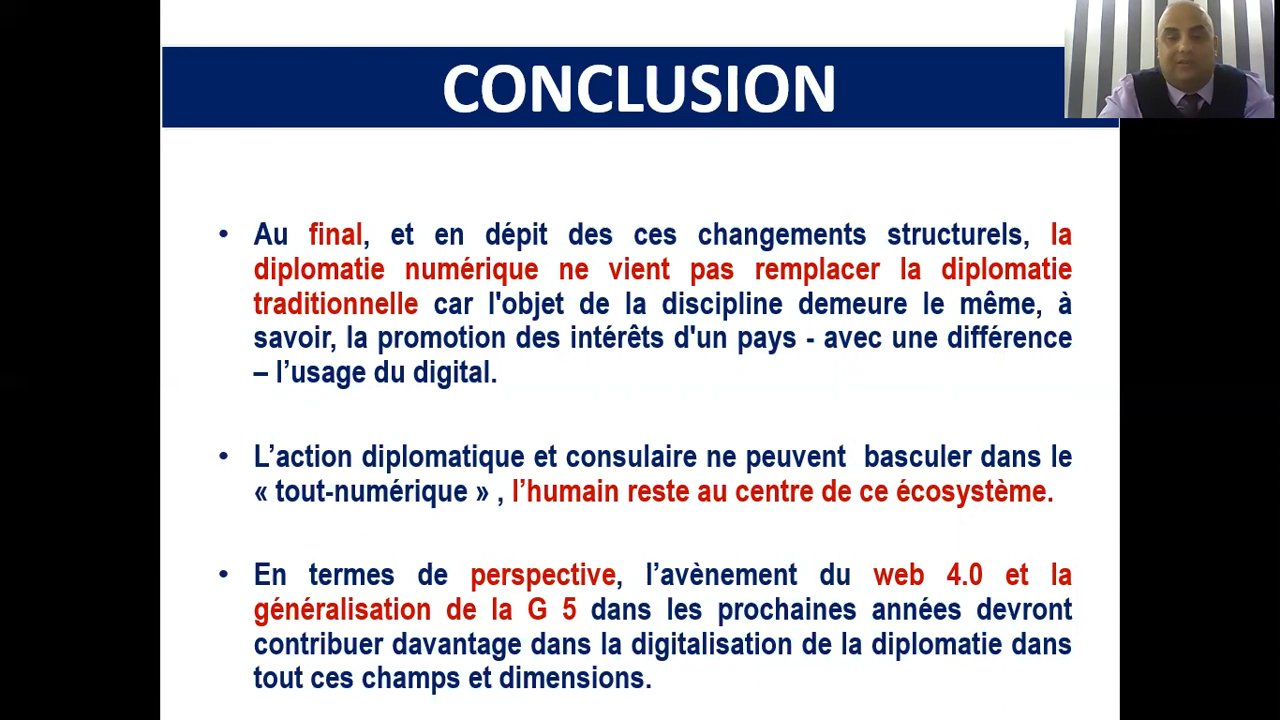 CONCLUSION
• Au final, et en dépit des ces changements structurels, la
diplomatie numérique ne vient pas remplacer la diplomatie
traditionnelle car l'objet de la discipline demeure le même, à
savoir, la promotion des intérêts d'un pays - avec une différence
– l’usage du digital.
• L’action diplomatique et consulaire ne peuvent basculer dans le
« tout-numérique » , l’humain reste au centre de ce écosystème.
• En termes de perspective, l’avènement du web 4.0 et la
généralisation de la G 5 dans les prochaines années devront
contribuer davantage dans la digitalisation de la diplomatie dans
tout ces champs et dimensions.